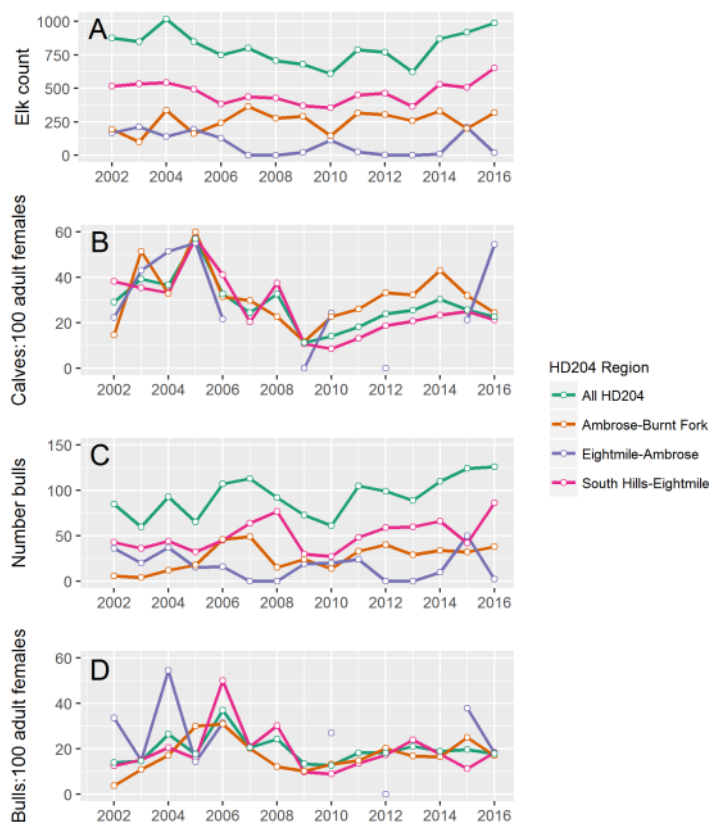 A
Elk count
1000
750
500
250
0
2002 2004 2006 2008 2010 2012 2014 2016
B
Calves:100 adult females
60
40
20
0
2002 2004 2006 2008 2010 2012 2014 2016
HD204 Region
All HD204
Ambrose-Burnt Fork
Eightmile-Ambrose
South Hills-Eightmile
C
Number bulls
150
100
50
0
2002 2004 2006 2008 2010 2012 2014 2016
D
Bulls:100 adult females
60
40
20
0
2002 2004 2006 2008 2010 2012 2014 2016